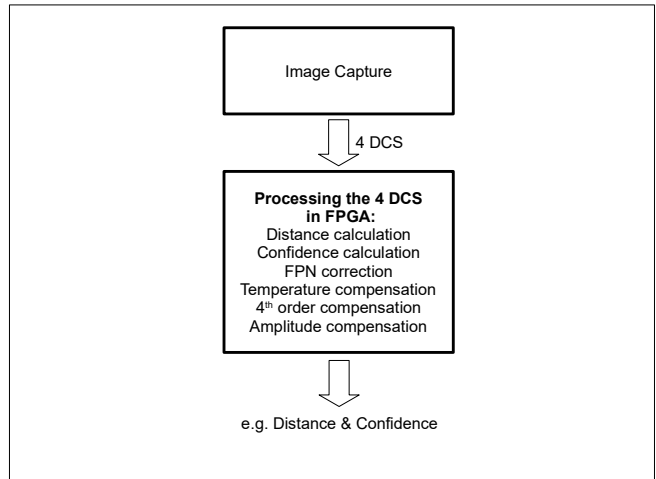 Image Capture
4 DCS
Processing the 4 DCS
in FPGA:
Distance calculation
Confidence calculation
FPN correction
Temperature compensation
4th order compensation
Amplitude compensation
e.g. Distance & Confidence